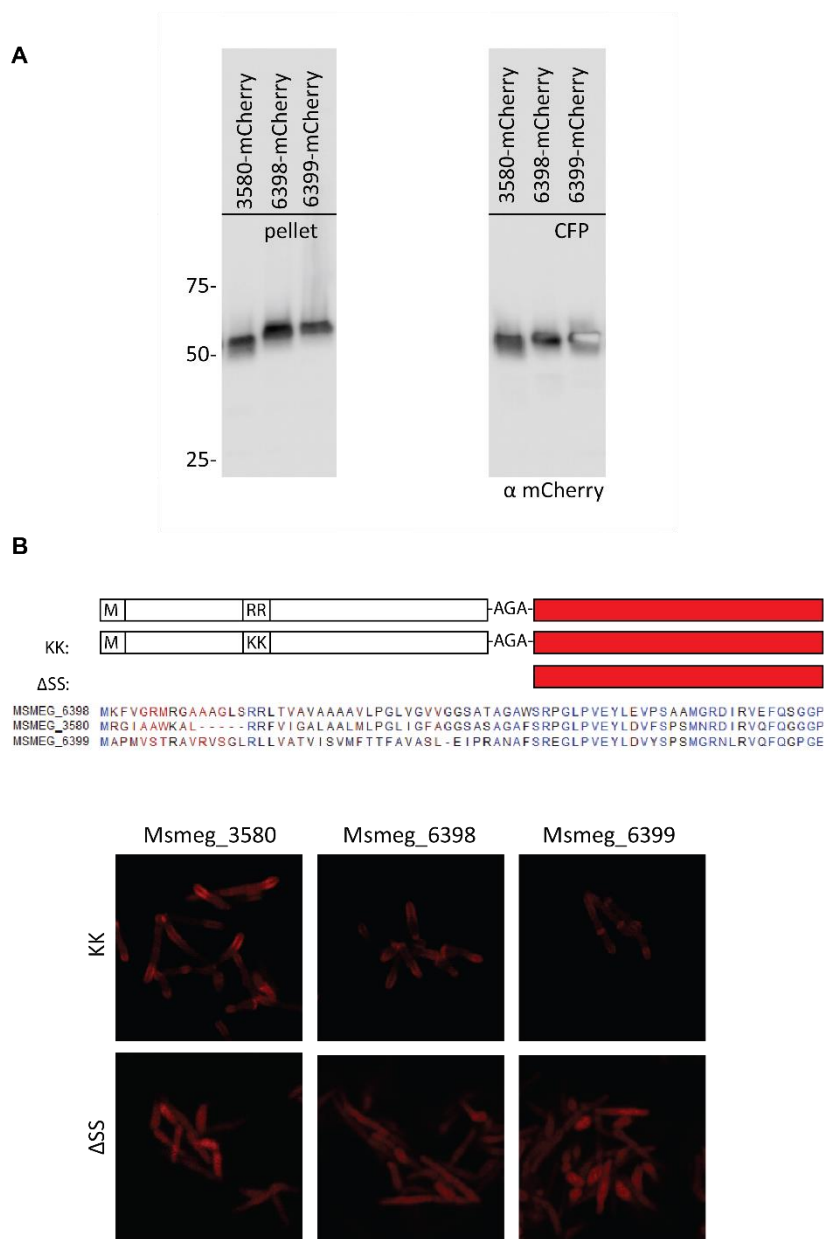 A
3580-mCherry
6398-mCherry
6399-mCherry
3580-mCherry
6398-mCherry
6399-mCherry
pellet
CFP
75-
50-
25-
α mCherry
B
M RR -AGA-
KK: M KK -AGA-
ΔSS:
MSMEG_6398 MKFVGRMRGAAAGLSRRLTVAVAAAAVLPGLVGVVGGSATAGAWSRPGLPVEYLEVPSAAMGRDIRVEFQSGGP
MSMEG_3580 MRGIAAWKAL-----RRFVIGALAALMLPGLIGFAGGSASAGAFSRPGLPVEYLDVFSPSMNRDIRVQFQGGGP
MSMEG_6399 MAPMVSTRAVRVSGLRLLVATVISVMFTTFAVASL-EIPRANAFSREGLPVEYLDVYSPSMGRNLRVQFQGPGE
Msmeg_3580 Msmeg_6398 Msmeg_6399
KK
ΔSS